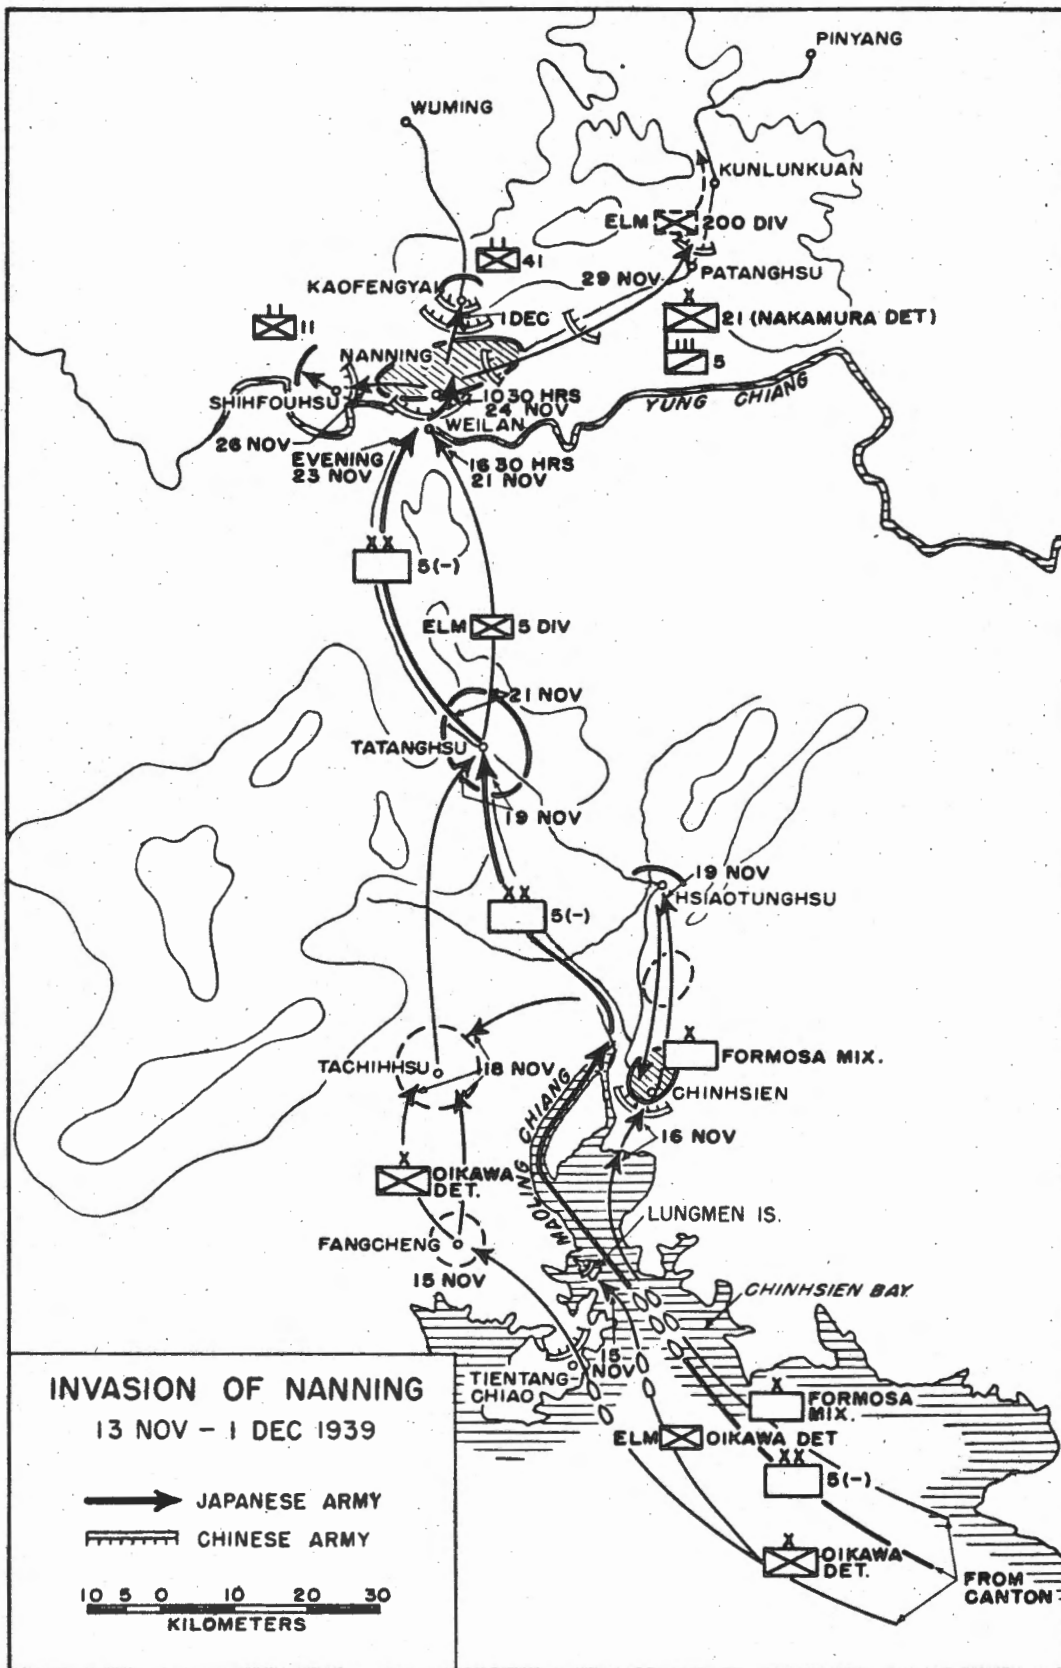 PINYANG
WUMING
KUNLUNKUAN
ELM 200 DIV
41
PATANGHSU
29 NOV
KAOFENGYAI
1 DEC
X
21 (NAKAMURA DET)
11
5
NANNING
SHIHFOUHSU
1030 HRS
24 NOV
YUNG CHIANG
WEILAN
26 NOV
EVENING
23 NOV
1630 HRS
21 NOV
XX
5(-)
ELM 5 DIV
21 NOV
TATANGHSU
19 NOV
19 NOV
HSIAOTUNGHSU
XX
5(-)
X
FORMOSA MIX.
TACHIHHSU
18 NOV
CHINHSIEN
16 NOV
MAOLING CHIANG
X
OIKAWA
DET.
LUNGMEN IS.
FANGCHENG
15 NOV
CHINHSIEN BAY
15
NOV
TIENTANG-
CHIAO
X
FORMOSA
MIX.
ELM OIKAWA DET
XX
5(-)
X
OIKAWA
DET.
FROM
CANTON
INVASION OF NANNING
13 NOV – 1 DEC 1939
JAPANESE ARMY
CHINESE ARMY
10 5 0 10 20 30
KILOMETERS